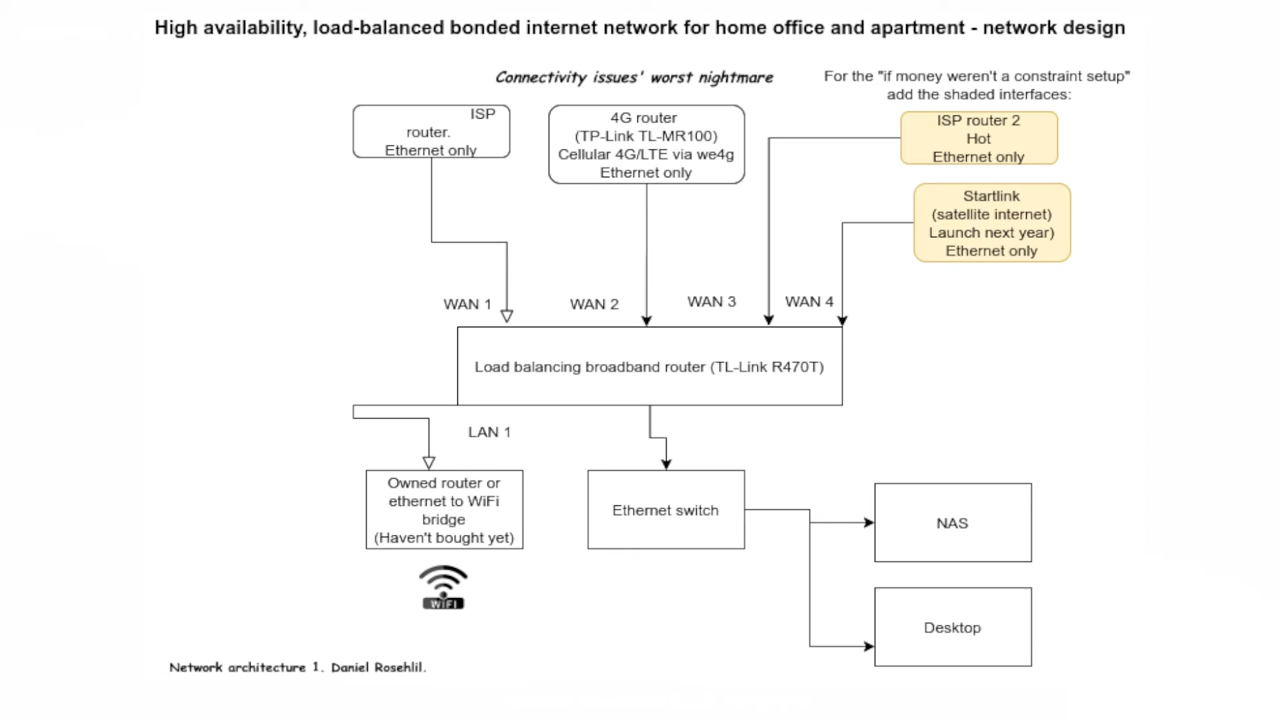 High availability, load-balanced bonded internet network for home office and apartment - network design
Connectivity issues' worst nightmare
For the "if money weren't a constraint setup"
add the shaded interfaces:
ISP
router.
Ethernet only
4G router
(TP-Link TL-MR100)
Cellular 4G/LTE via we4g
Ethernet only
ISP router 2
Hot
Ethernet only
Startlink
(satellite internet)
Launch next year)
Ethernet only
WAN 1
WAN 2
WAN 3
WAN 4
Load balancing broadband router (TL-Link R470T)
LAN 1
Owned router or
ethernet to WiFi
bridge
(Haven't bought yet)
Ethernet switch
NAS
WiFi
Desktop
Network architecture 1. Daniel Rosehlil.